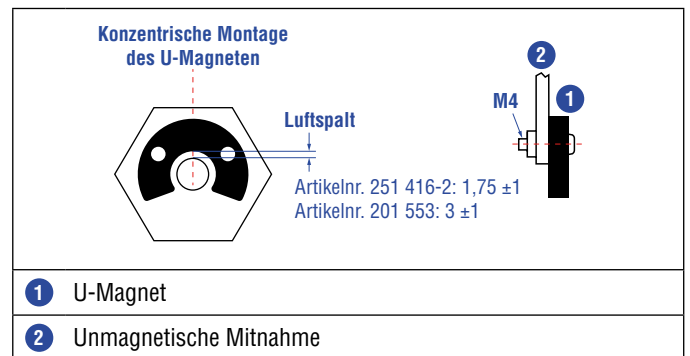 Konzentrische Montage
des U-Magneten
Luftspalt
Artikelnr. 251 416-2: 1,75 ±1
Artikelnr. 201 553: 3 ±1
2
M4
1
1 U-Magnet
2 Unmagnetische Mitnahme